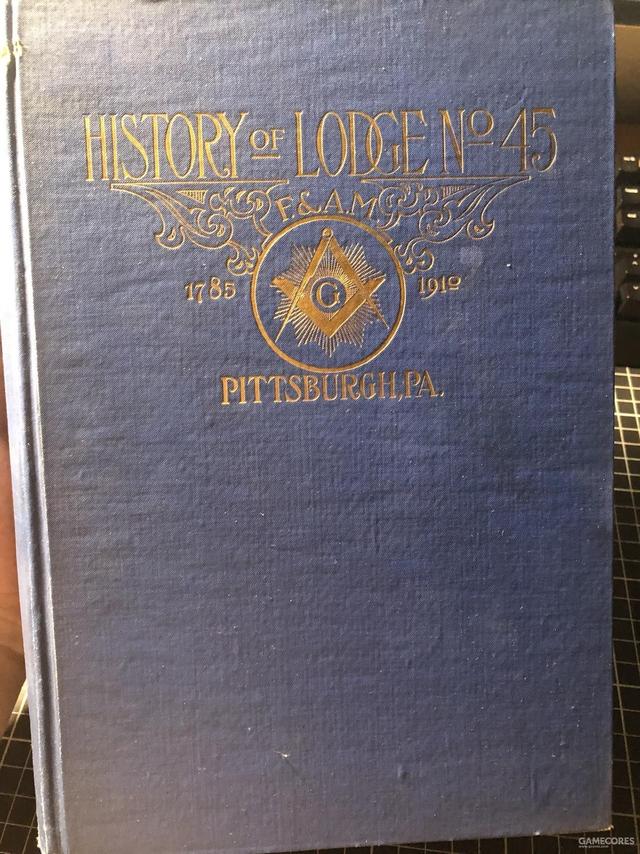 HISTORY OF LODGE No 45
F. & A. M.
1785
G
1910
PITTSBURGH, PA.
GAMECORES